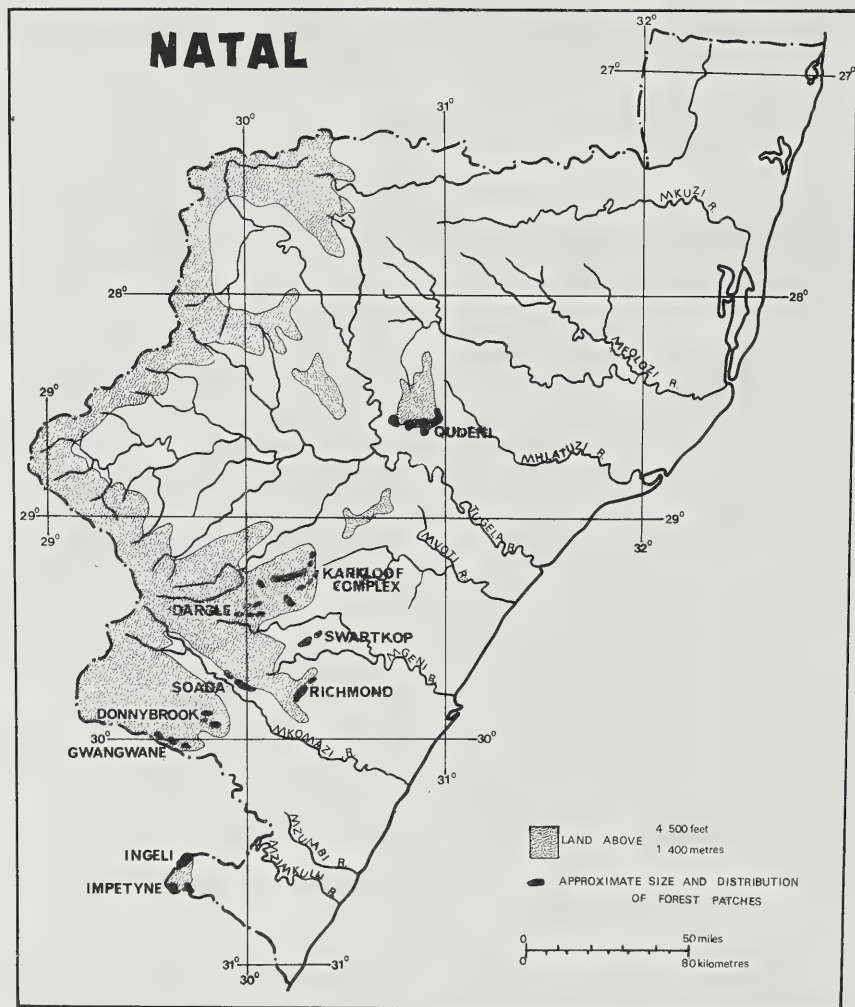 NATAL
32°
27°
27°
30°
31°
MKUZI R.
28°
28°
MFOLOZI R.
29°
QUDENI
MHLATUZI R.
29°
29°
29°
32°
TUGELA R.
MVOTI R.
KARKLOOF
COMPLEX
DARGLE
SWARTKOP
MGENI R.
SOADA
RICHMOND
DONNYBROOK
GWANGWANE
MKOMAZI R.
30°
30°
31°
MZUMBI R.
MZIMKULU R.
INGELI
IMPETYNE
LAND ABOVE 4 500 feet
1 400 metres
APPROXIMATE SIZE AND DISTRIBUTION
OF FOREST PATCHES
0 50 miles
0 80 kilometres
31°
31°
30°